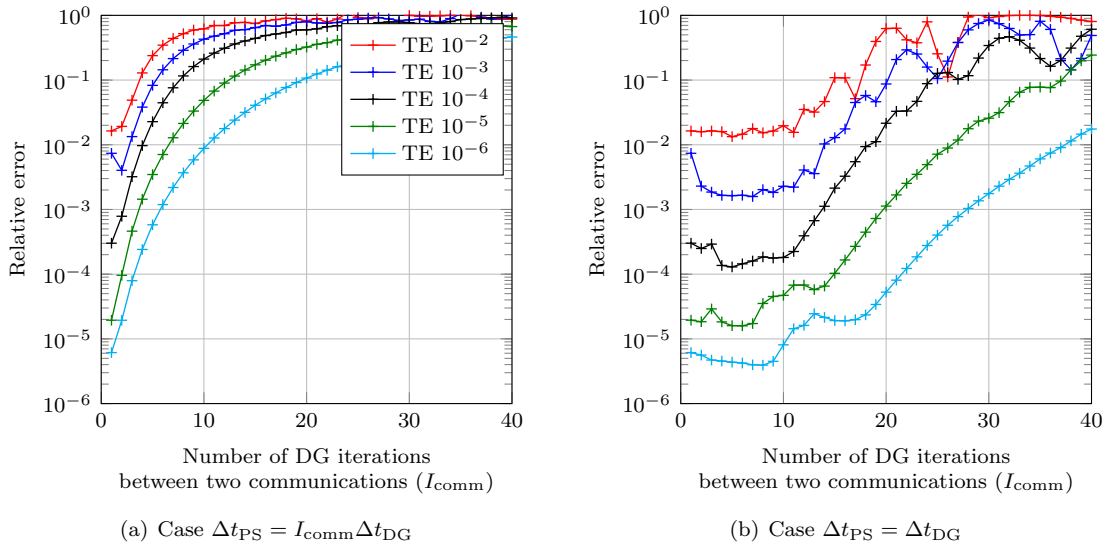 10^0
10^−1
10^−2
10^−3
10^−4
10^−5
10^−6
Relative error
0
10
20
30
40
TE 10^−2
TE 10^−3
TE 10^−4
TE 10^−5
TE 10^−6
Number of DG iterations
between two communications (I_comm)
(a) Case Δt_PS = I_commΔt_DG
10^0
10^−1
10^−2
10^−3
10^−4
10^−5
10^−6
Relative error
0
10
20
30
40
Number of DG iterations
between two communications (I_comm)
(b) Case Δt_PS = Δt_DG